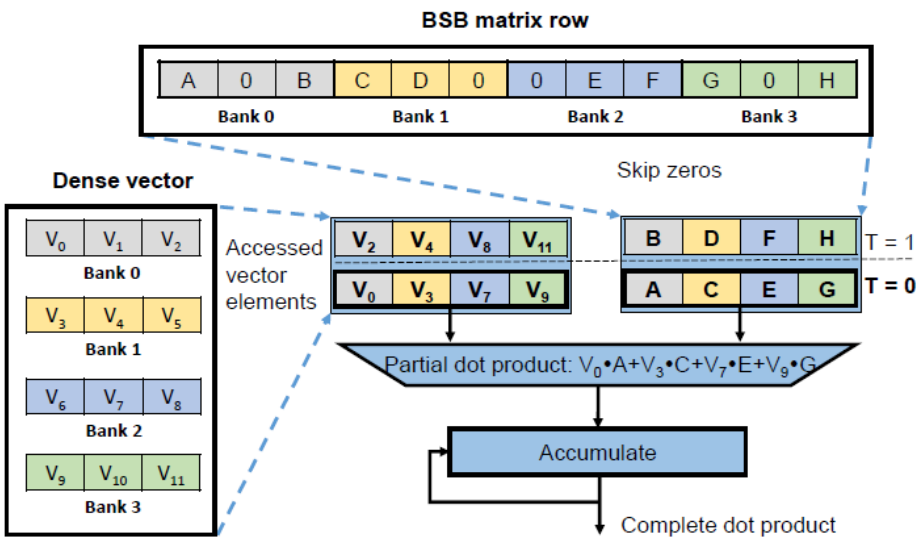 BSB matrix row
A 0 B C D 0 0 E F G 0 H
Bank 0 Bank 1 Bank 2 Bank 3
Skip zeros
Dense vector
V₀ V₁ V₂
Bank 0
V₃ V₄ V₅
Bank 1
V₆ V₇ V₈
Bank 2
V₉ V₁₀ V₁₁
Bank 3
Accessed
vector
elements
V₂ V₄ V₈ V₁₁
V₀ V₃ V₇ V₉
B D F H T = 1
A C E G T = 0
Partial dot product: V₀•A+V₃•C+V₇•E+V₉•G
Accumulate
Complete dot product